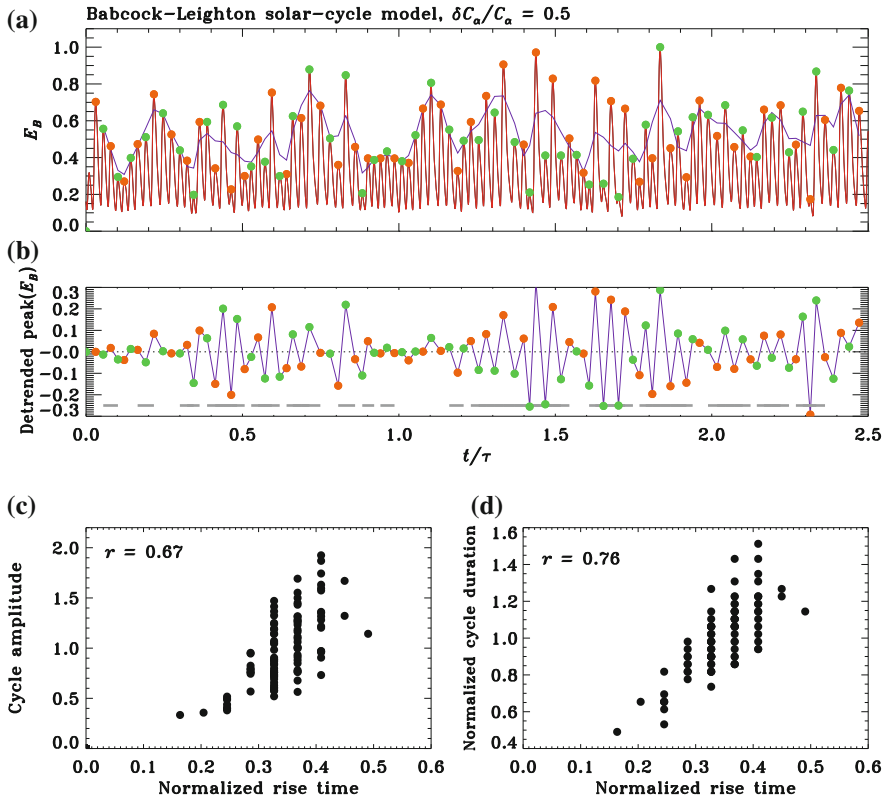 (a)
Babcock-Leighton solar-cycle model, δCα/Cα = 0.5
1.0
0.8
0.6
0.4
0.2
0.0
E_B
(b)
0.3
0.2
0.1
-0.0
-0.1
-0.2
-0.3
Detrended peak(E_B)
0.0 0.5 1.0 1.5 2.0 2.5
t/τ
(c)
r = 0.67
2.0
1.5
1.0
0.5
0.0
Cycle amplitude
0.0 0.1 0.2 0.3 0.4 0.5 0.6
Normalized rise time
(d)
r = 0.76
1.6
1.4
1.2
1.0
0.8
0.6
0.4
Normalized cycle duration
0.0 0.1 0.2 0.3 0.4 0.5 0.6
Normalized rise time